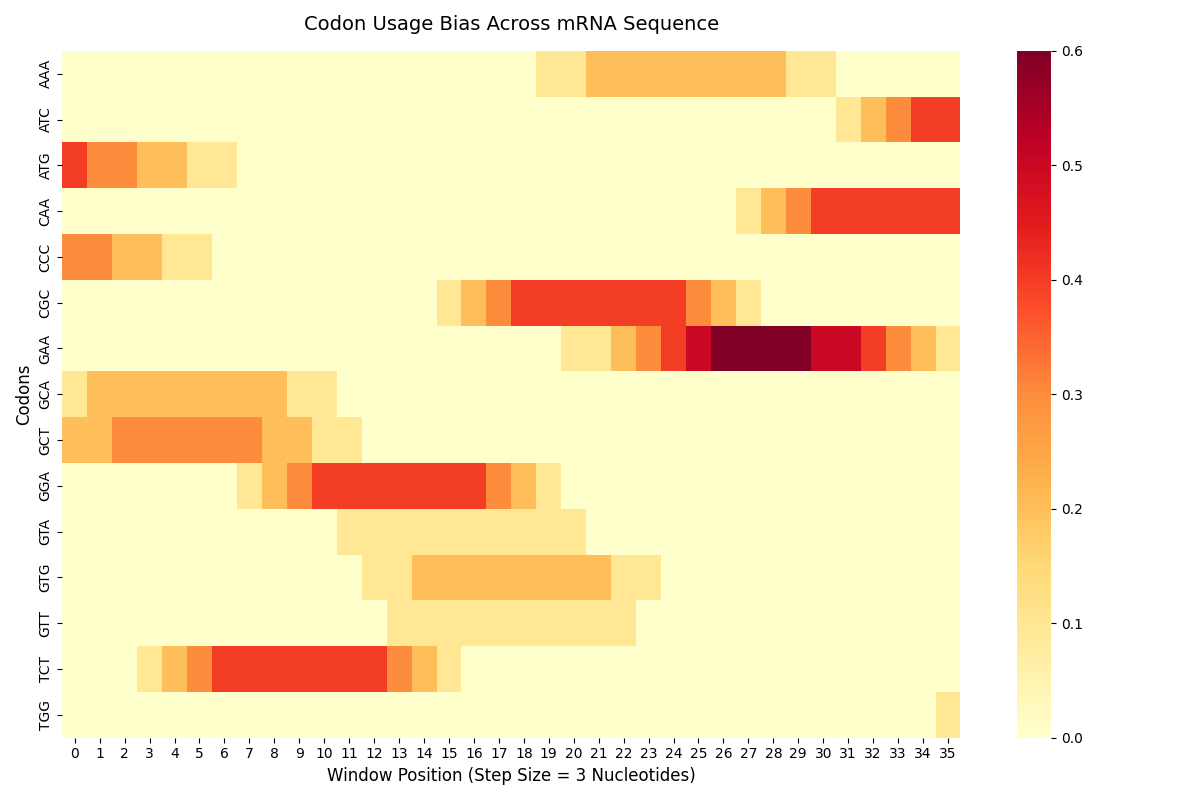 Codon Usage Bias Across mRNA Sequence
Codons
AAA
ATC
ATG
CAA
CCC
CGC
GAA
GCA
GCT
GGA
GTA
GTG
GTT
TCT
TGG
0 1 2 3 4 5 6 7 8 9 10 11 12 13 14 15 16 17 18 19 20 21 22 23 24 25 26 27 28 29 30 31 32 33 34 35
Window Position (Step Size = 3 Nucleotides)
0.6
0.5
0.4
0.3
0.2
0.1
0.0